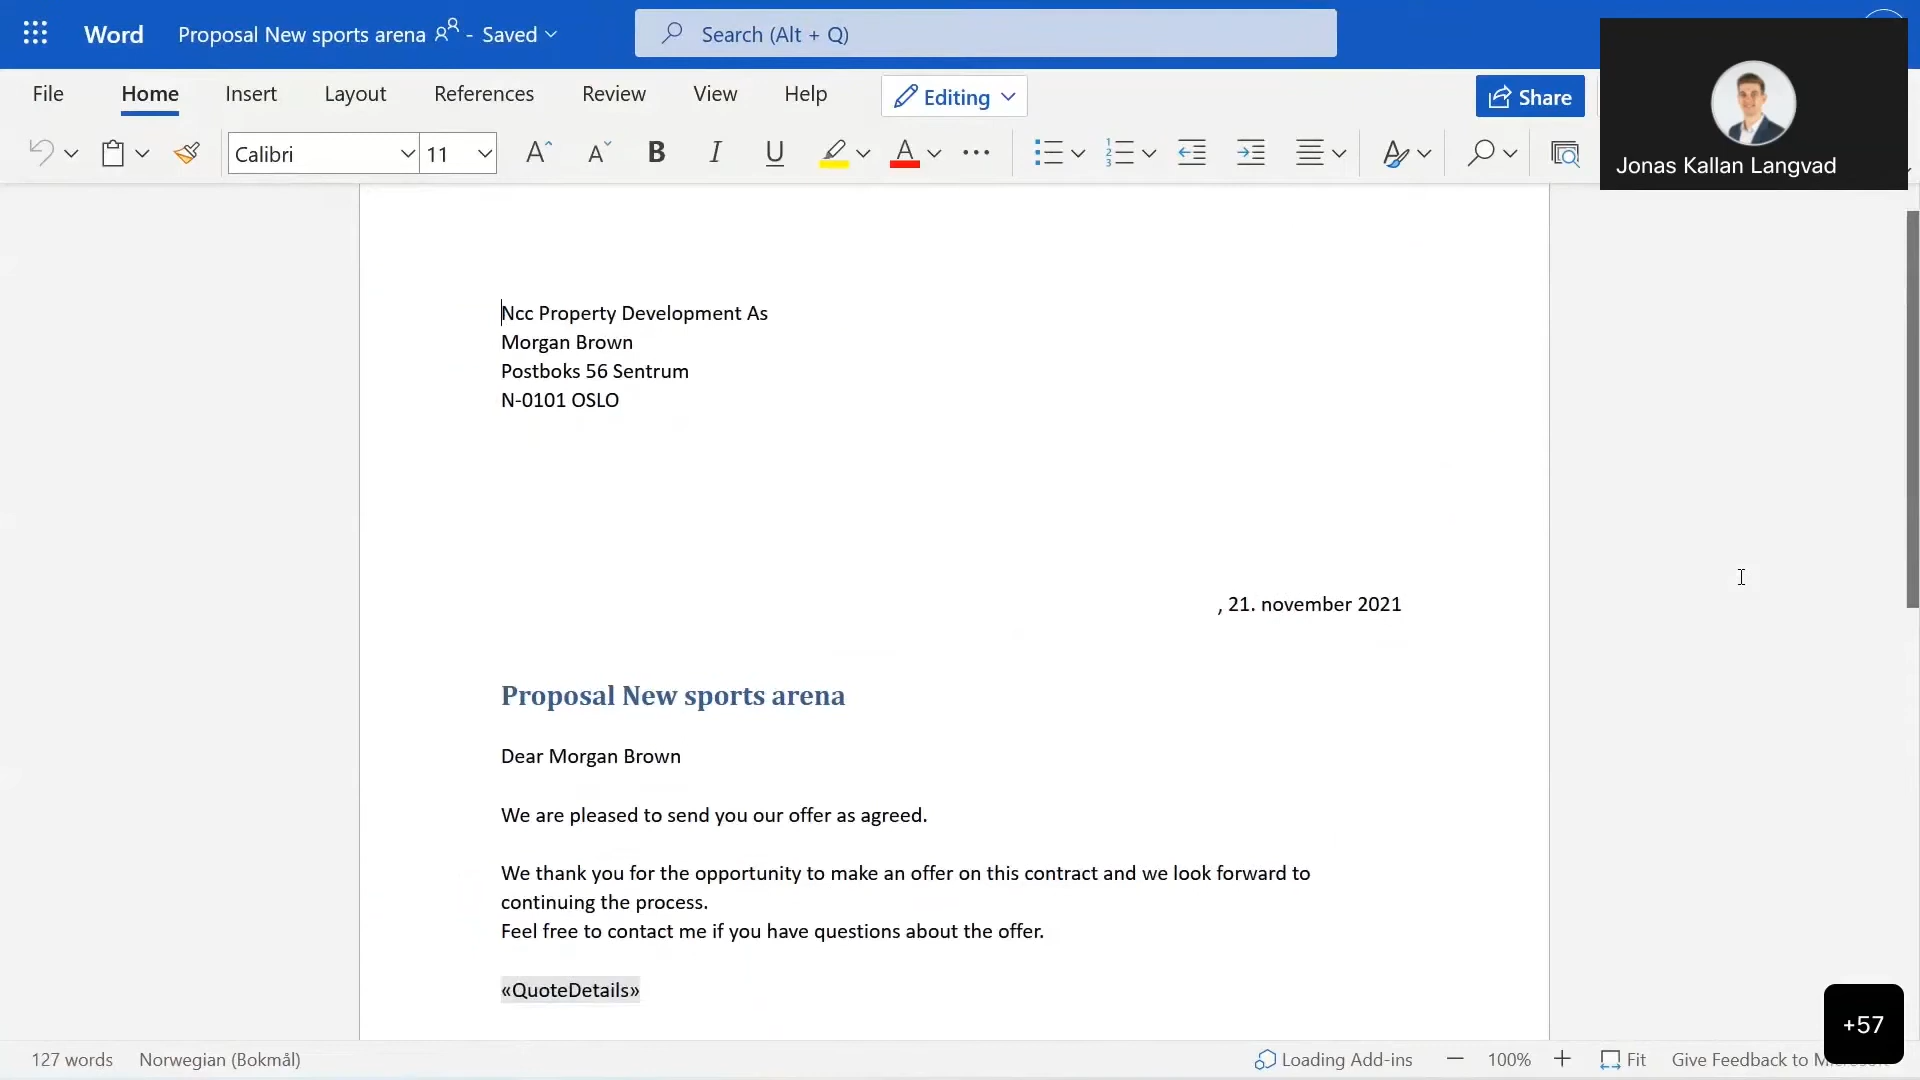 Word
Proposal New sports arena - Saved
Search (Alt + Q)
File Home Insert Layout References Review View Help
Editing
Share
Calibri 11
Jonas Kallan Langvad
Ncc Property Development As
Morgan Brown
Postboks 56 Sentrum
N-0101 OSLO
, 21. november 2021
Proposal New sports arena
Dear Morgan Brown
We are pleased to send you our offer as agreed.
We thank you for the opportunity to make an offer on this contract and we look forward to
continuing the process.
Feel free to contact me if you have questions about the offer.
«QuoteDetails»
+57
127 words Norwegian (Bokmål) Loading Add-ins 100% Fit Give Feedback to